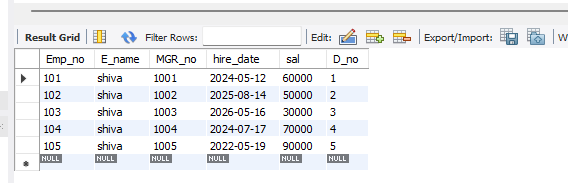 Result Grid Filter Rows: Edit: Export/Import: W
Emp_no E_name MGR_no hire_date sal D_no
101 shiva 1001 2024-05-12 60000 1
102 shiva 1002 2025-08-14 50000 2
103 shiva 1003 2026-05-16 30000 3
104 shiva 1004 2024-07-17 70000 4
105 shiva 1005 2022-05-19 90000 5
NULL NULL NULL NULL NULL NULL